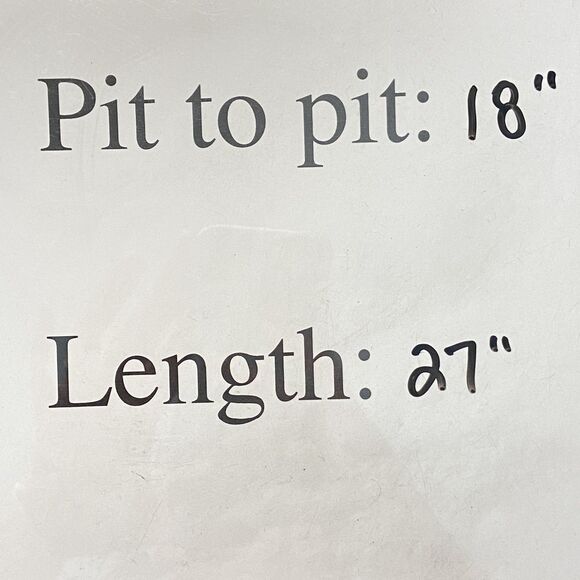 Pit to pit: 18"
Length: 27"